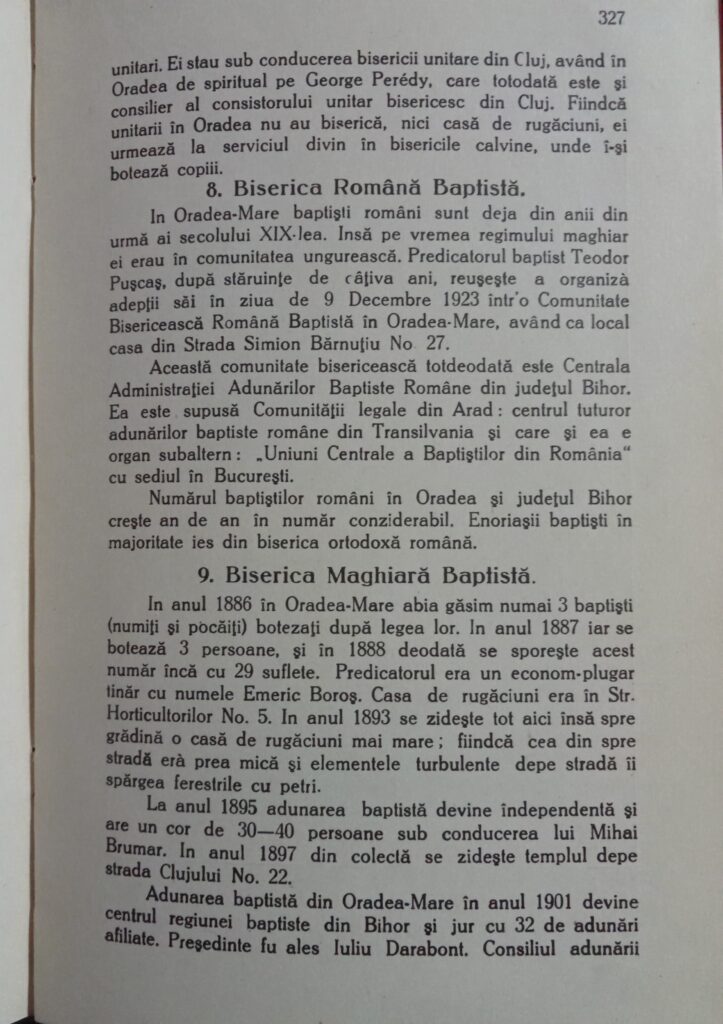 327
unitari. Ei stau sub conducerea bisericii unitare din Cluj, având în
Oradea de spiritual pe George Perédy, care totodată este și
consilier al consistorului unitar bisericesc din Cluj. Fiindcă
unitarii în Oradea nu au biserică, nici casă de rugăciuni, ei
urmează la serviciul divin în bisericile calvine, unde î-și
botează copiii.
8. Biserica Română Baptistă.
In Oradea-Mare baptiști români sunt deja din anii din
urmă ai secolului XIX-lea. Insă pe vremea regimului maghiar
ei erau în comunitatea ungurească. Predicatorul baptist Teodor
Pușcaș, după stăruințe de câțiva ani, reușește a organizà
adepții săi în ziua de 9 Decembre 1923 într'o Comunitate
Bisericească Română Baptistă în Oradea-Mare, având ca local
casa din Strada Simion Bărnuțiu No 27.
Această comunitate bisericească totdeodată este Centrala
Administrației Adunărilor Baptiste Române din județul Bihor.
Ea este supusă Comunității legale din Arad : centrul tuturor
adunărilor baptiste române din Transilvania și care și ea e
organ subaltern : „Uniuni Centrale a Baptiștilor din România“
cu sediul in București.
Numărul baptiștilor români în Oradea și județul Bihor
crește an de an în număr conziderabil. Enoriașii baptiști în
majoritate ies din biserica ortodoxă română.
9. Biserica Maghiară Baptistă.
In anul 1886 în Oradea-Mare abia găsim numai 3 baptiști
(numiți și pocăiți) botezați după legea lor. In anul 1887 iar se
botează 3 persoane, și în 1888 deodată se sporește acest
număr încă cu 29 suflete. Predicatorul era un econom-plugar
tinăr cu numele Emeric Boroș. Casa de rugăciuni era în Str.
Horticultorilor No. 5. In anul 1893 se zidește tot aici însă spre
grădină o casă de rugăciuni mai mare ; fiindcă cea din spre
stradă erà prea mică și elementele turbulente depe stradă îi
spărgea ferestrile cu petri.
La anul 1895 adunarea baptistă devine independentă și
are un cor de 30—40 persoane sub conducerea lui Mihai
Brumar. In anul 1897 din colectă se zidește templul depe
strada Clujului No. 22.
Adunarea baptistă din Oradea-Mare în anul 1901 devine
centrul regiunei baptiste din Bihor și jur cu 32 de adunări
afiliate. Președinte fu ales Iuliu Darabont. Consiliul adunării